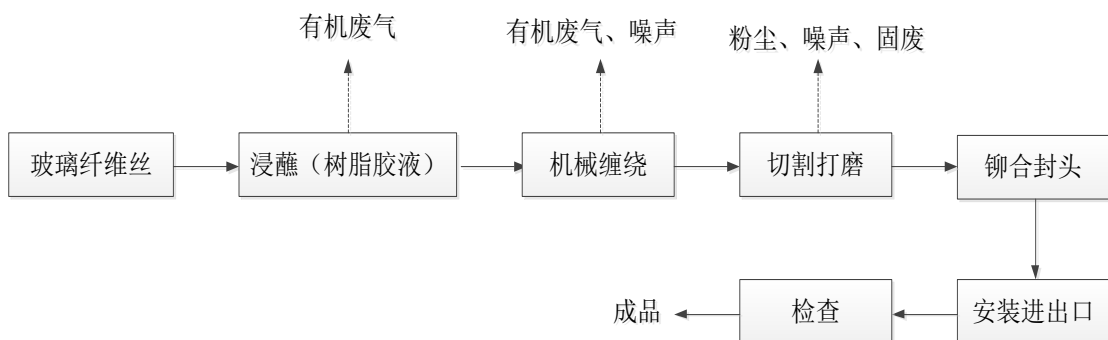 有机废气
有机废气、噪声
粉尘、噪声、固废
玻璃纤维丝
浸蘸（树脂胶液）
机械缠绕
切割打磨
铆合封头
成品
检查
安装进出口